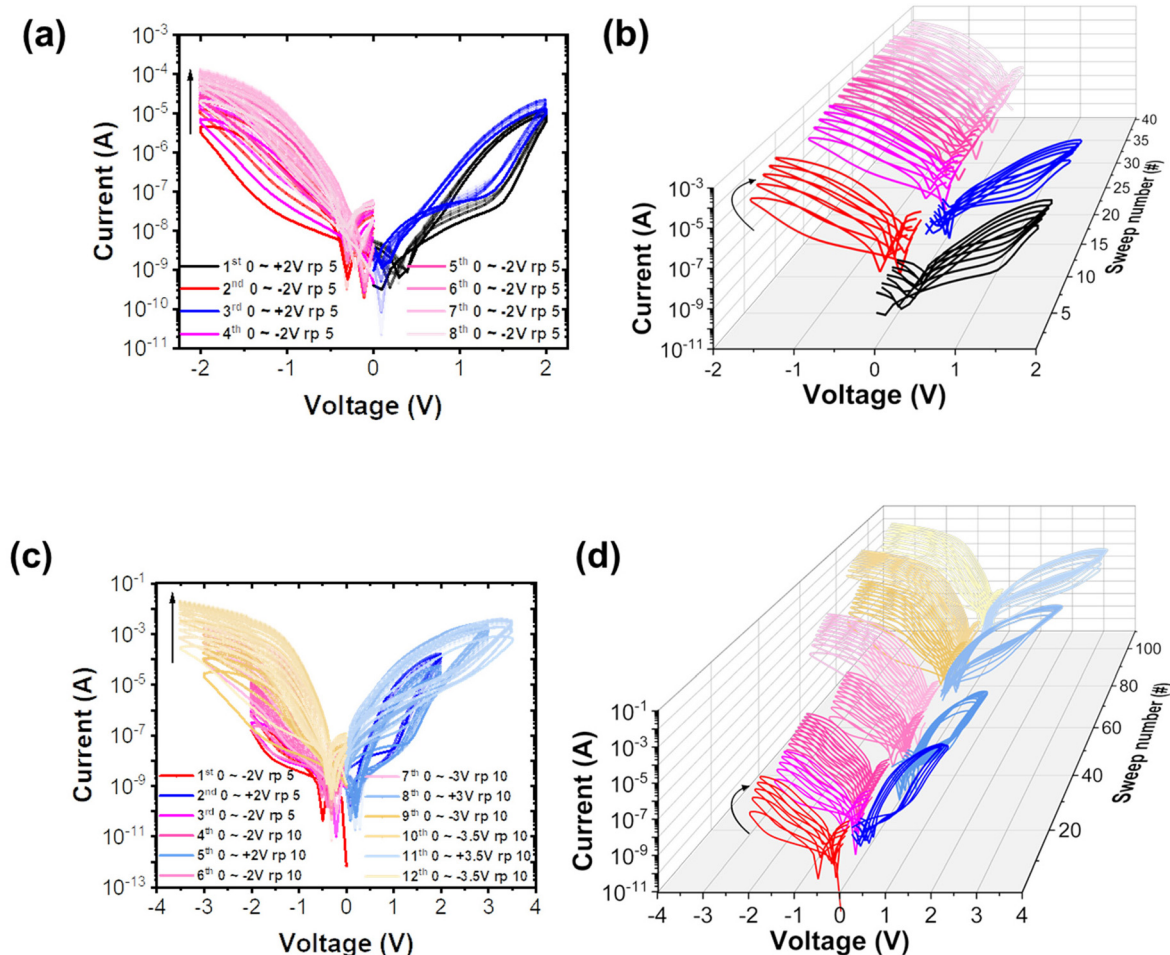 (a)
10⁻³
10⁻⁴
10⁻⁵
10⁻⁶
10⁻⁷
10⁻⁸
10⁻⁹
10⁻¹⁰
10⁻¹¹
Current (A)
1ˢᵗ 0 ~ +2V rp 5
2ⁿᵈ 0 ~ -2V rp 5
3ʳᵈ 0 ~ +2V rp 5
4ᵗʰ 0 ~ -2V rp 5
5ᵗʰ 0 ~ -2V rp 5
6ᵗʰ 0 ~ -2V rp 5
7ᵗʰ 0 ~ -2V rp 5
8ᵗʰ 0 ~ -2V rp 5
-2 -1 0 1 2
Voltage (V)
(b)
10⁻³
10⁻⁵
10⁻⁷
10⁻⁹
10⁻¹¹
Current (A)
-2 -1 0 1 2
Voltage (V)
5
10
15
20
25
30
35
40
Sweep number (#)
(c)
10⁻¹
10⁻³
10⁻⁵
10⁻⁷
10⁻⁹
10⁻¹¹
10⁻¹³
Current (A)
1ˢᵗ 0 ~ -2V rp 5
2ⁿᵈ 0 ~ +2V rp 5
3ʳᵈ 0 ~ -2V rp 5
4ᵗʰ 0 ~ -2V rp 10
5ᵗʰ 0 ~ +2V rp 10
6ᵗʰ 0 ~ -2V rp 10
7ᵗʰ 0 ~ -3V rp 10
8ᵗʰ 0 ~ +3V rp 10
9ᵗʰ 0 ~ -3V rp 10
10ᵗʰ 0 ~ -3.5V rp 10
11ᵗʰ 0 ~ +3.5V rp 10
12ᵗʰ 0 ~ -3.5V rp 10
-4 -3 -2 -1 0 1 2 3 4
Voltage (V)
(d)
10⁻¹
10⁻³
10⁻⁵
10⁻⁷
10⁻⁹
10⁻¹¹
Current (A)
-4 -3 -2 -1 0 1 2 3 4
Voltage (V)
20
40
60
80
100
Sweep number (#)